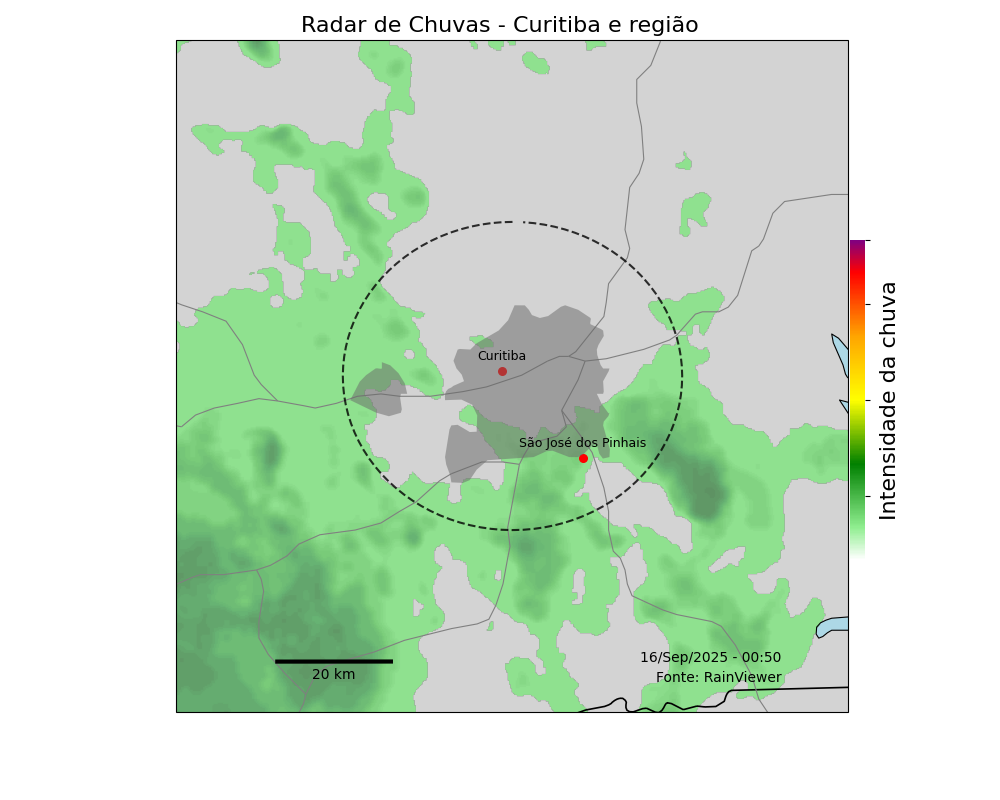 Radar de Chuvas - Curitiba e região
Curitiba
São José dos Pinhais
Intensidade da chuva
16/Sep/2025 - 00:50
Fonte: RainViewer
20 km